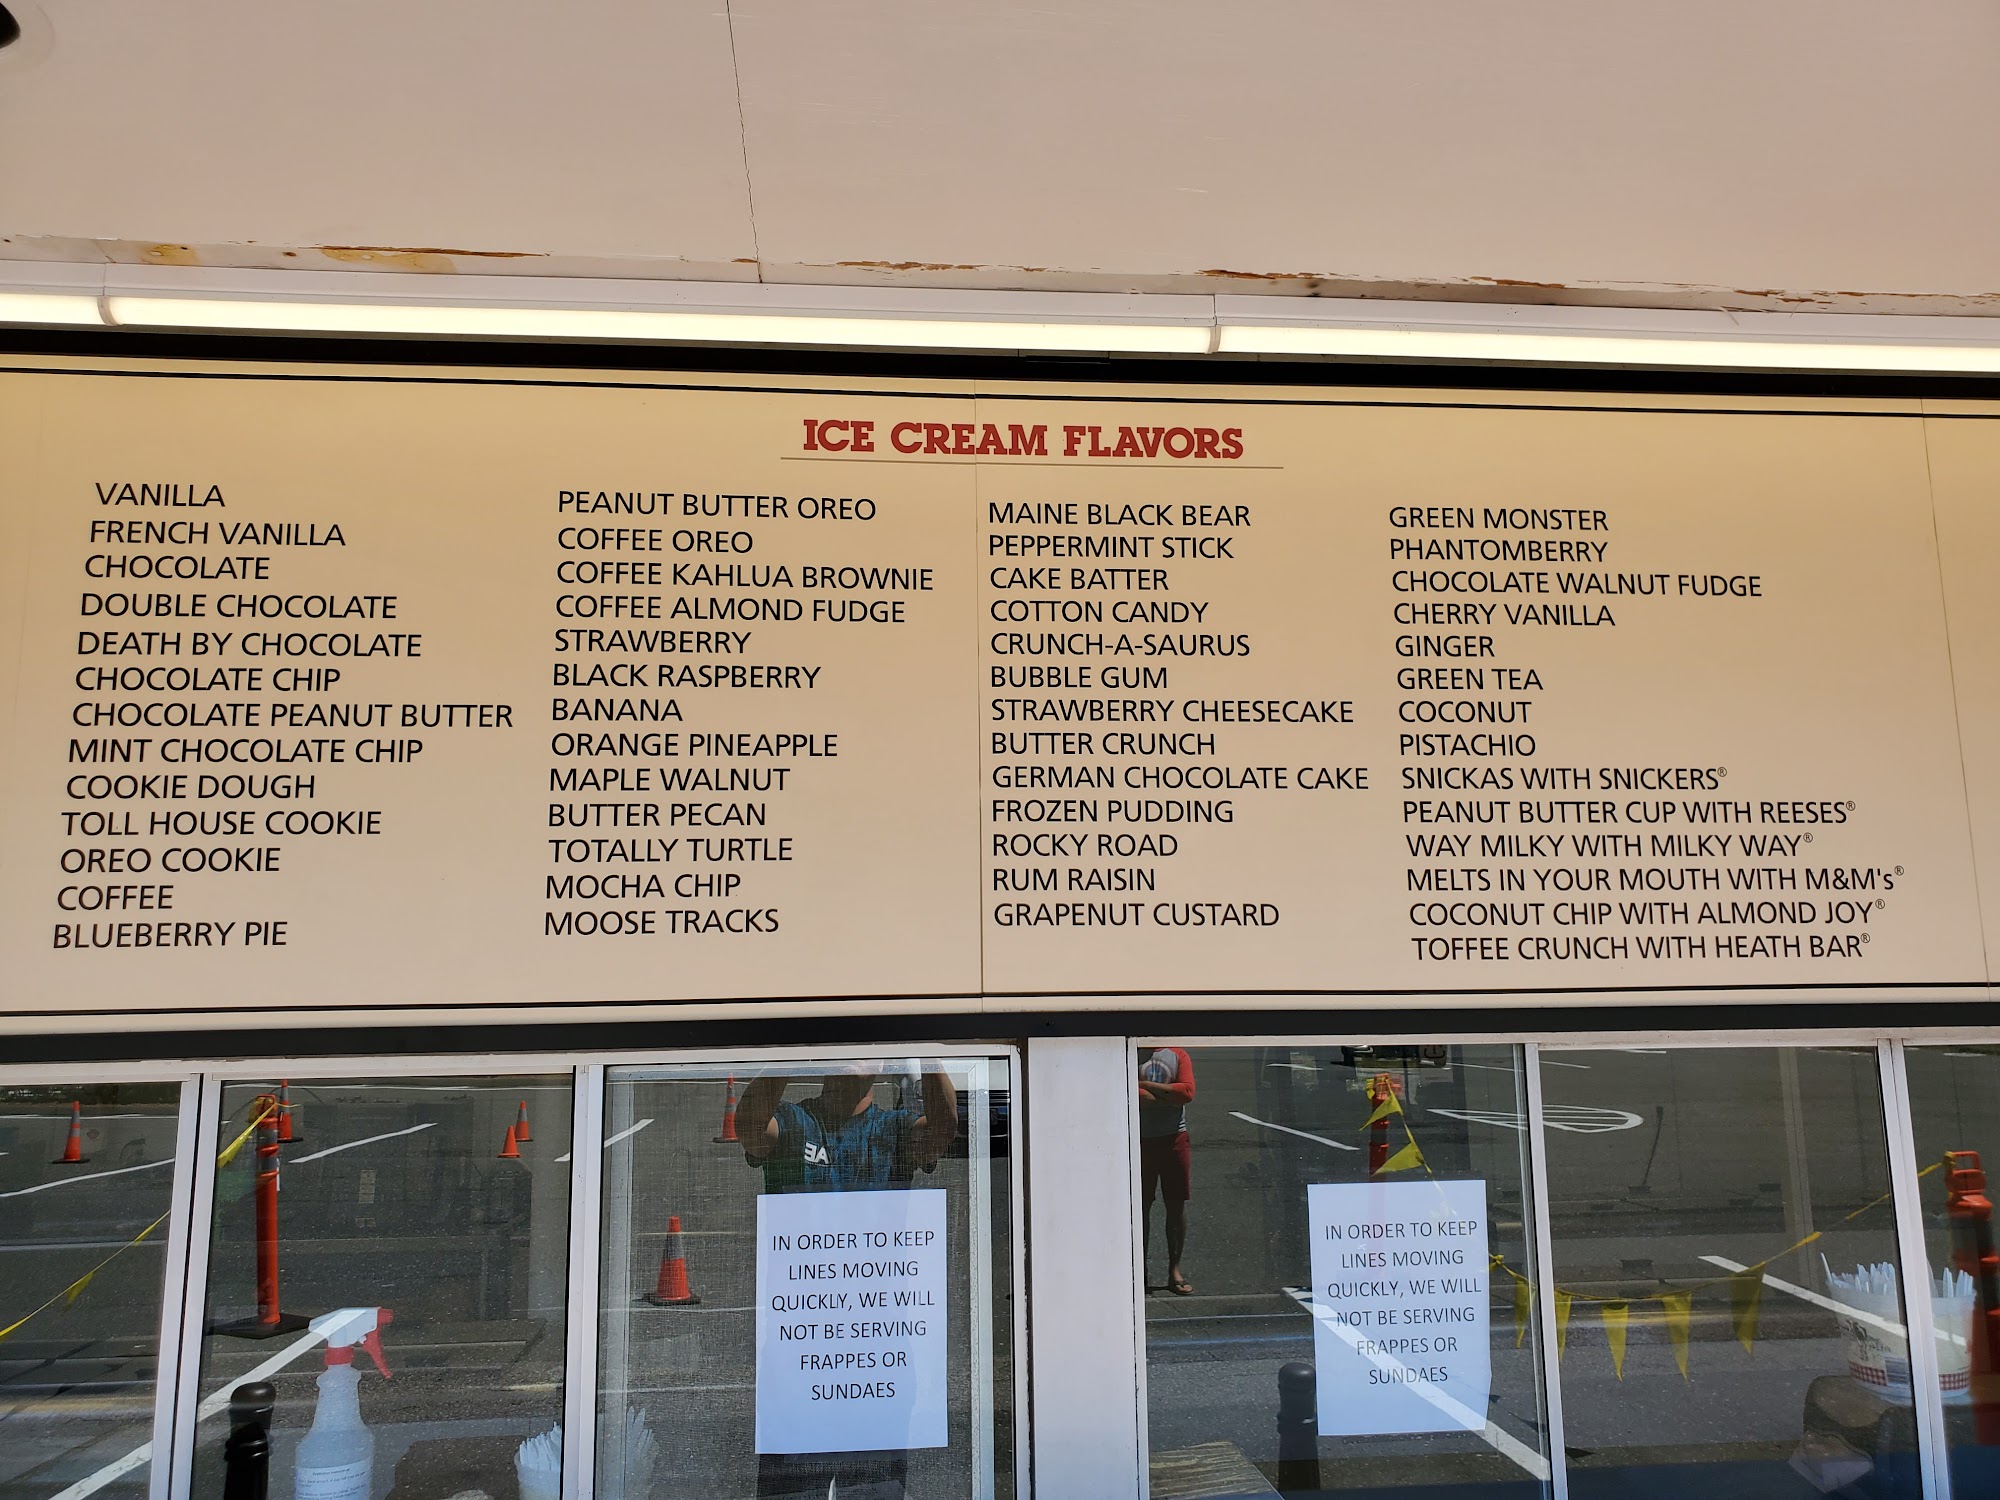 ICE CREAM FLAVORS
VANILLA
FRENCH VANILLA
CHOCOLATE
DOUBLE CHOCOLATE
DEATH BY CHOCOLATE
CHOCOLATE CHIP
CHOCOLATE PEANUT BUTTER
MINT CHOCOLATE CHIP
COOKIE DOUGH
TOLL HOUSE COOKIE
OREO COOKIE
COFFEE
BLUEBERRY PIE
PEANUT BUTTER OREO
COFFEE OREO
COFFEE KAHLUA BROWNIE
COFFEE ALMOND FUDGE
STRAWBERRY
BLACK RASPBERRY
BANANA
ORANGE PINEAPPLE
MAPLE WALNUT
BUTTER PECAN
TOTALLY TURTLE
MOCHA CHIP
MOOSE TRACKS
MAINE BLACK BEAR
PEPPERMINT STICK
CAKE BATTER
COTTON CANDY
CRUNCH-A-SAURUS
BUBBLE GUM
STRAWBERRY CHEESECAKE
BUTTER CRUNCH
GERMAN CHOCOLATE CAKE
FROZEN PUDDING
ROCKY ROAD
RUM RAISIN
GRAPENUT CUSTARD
GREEN MONSTER
PHANTOMBERRY
CHOCOLATE WALNUT FUDGE
CHERRY VANILLA
GINGER
GREEN TEA
COCONUT
PISTACHIO
SNICKAS WITH SNICKERS®
PEANUT BUTTER CUP WITH REESES®
WAY MILKY WITH MILKY WAY®
MELTS IN YOUR MOUTH WITH M&M's®
COCONUT CHIP WITH ALMOND JOY®
TOFFEE CRUNCH WITH HEATH BAR®
IN ORDER TO KEEP
LINES MOVING
QUICKLY, WE WILL
NOT BE SERVING
FRAPPES OR
SUNDAES
IN ORDER TO KEEP
LINES MOVING
QUICKLY, WE WILL
NOT BE SERVING
FRAPPES OR
SUNDAES